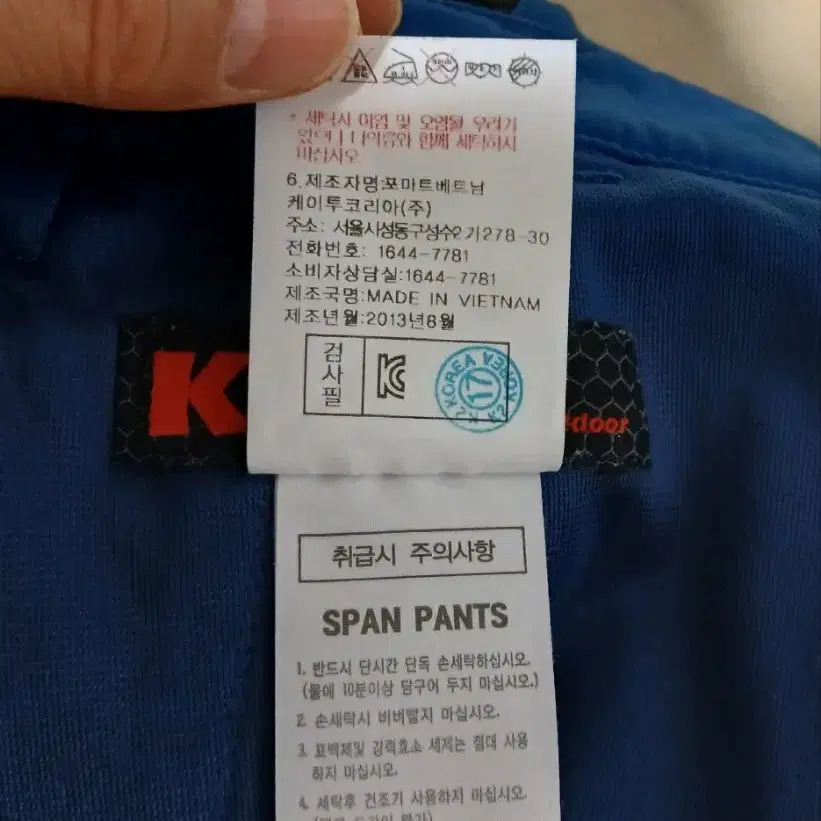 * 세탁시 이염 및 오염될 우려가
있으니 다의류와 함께 세탁하시
마십시오
6.제조자명:포마트베트남
케이투코리아(주)
주소: 서울시성동구성수2가278-30
전화번호: 1644-7781
소비자상담실:1644-7781
제조국명:MADE IN VIETNAM
제조년월:2013년8월
검사필
KOREA
17
K
door
취급시 주의사항
SPAN PANTS
1. 반드시 단시간 단독 손세탁하십시오.
(물에 10분이상 담구어 두지 마십시오.)
2. 손세탁시 비벼빨지 마십시오.
3. 표백제및 강력효소 세제는 절대 사용
하지 마십시오.
4. 세탁후 건조기 사용하지 마십시오.